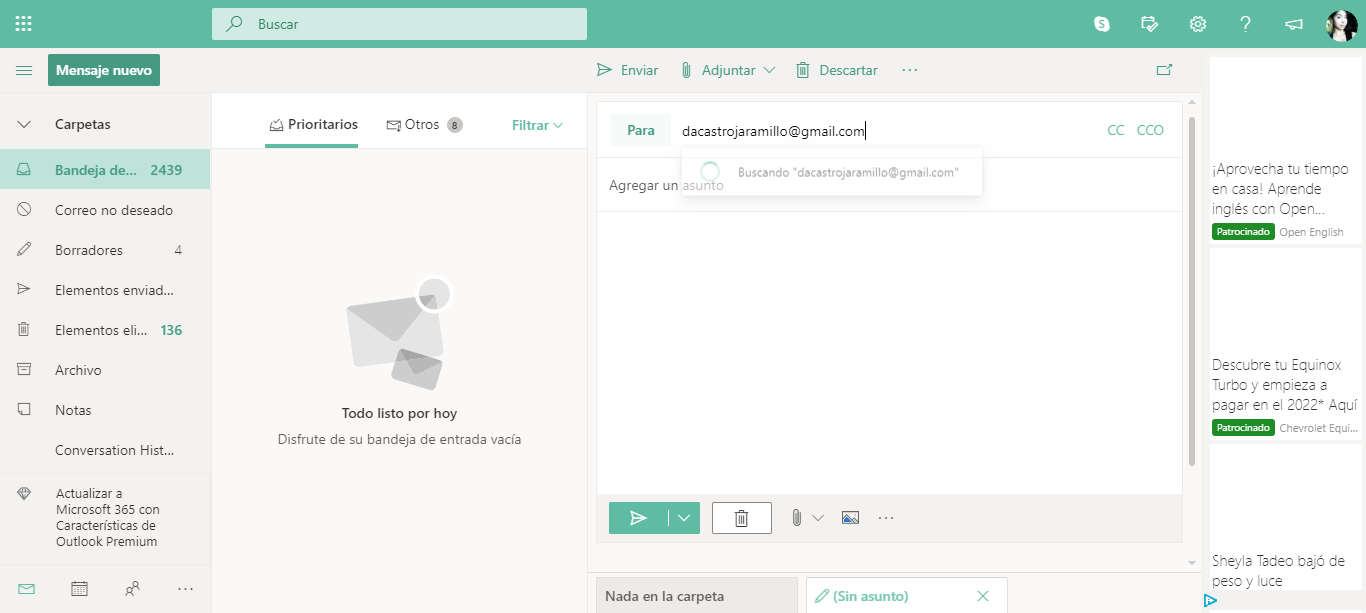 Buscar
Mensaje nuevo
Enviar
Adjuntar
Descartar
Carpetas
Bandeja de... 2439
Correo no deseado
Borradores 4
Elementos enviad...
Elementos eli... 136
Archivo
Notas
Conversation Hist...
Actualizar a
Microsoft 365 con
Características de
Outlook Premium
Prioritarios
Otros 8
Filtrar
Todo listo por hoy
Disfrute de su bandeja de entrada vacía
Para dacastrojaramillo@gmail.com
CC CCO
Buscando "dacastrojaramillo@gmail.com"
Agregar un asunto
Nada en la carpeta
(Sin asunto)
¡Aprovecha tu tiempo
en casa! Aprende
inglés con Open...
Patrocinado Open English
Descubre tu Equinox
Turbo y empieza a
pagar en el 2022* Aquí
Patrocinado Chevrolet Equi...
Sheyla Tadeo bajó de
peso y luce